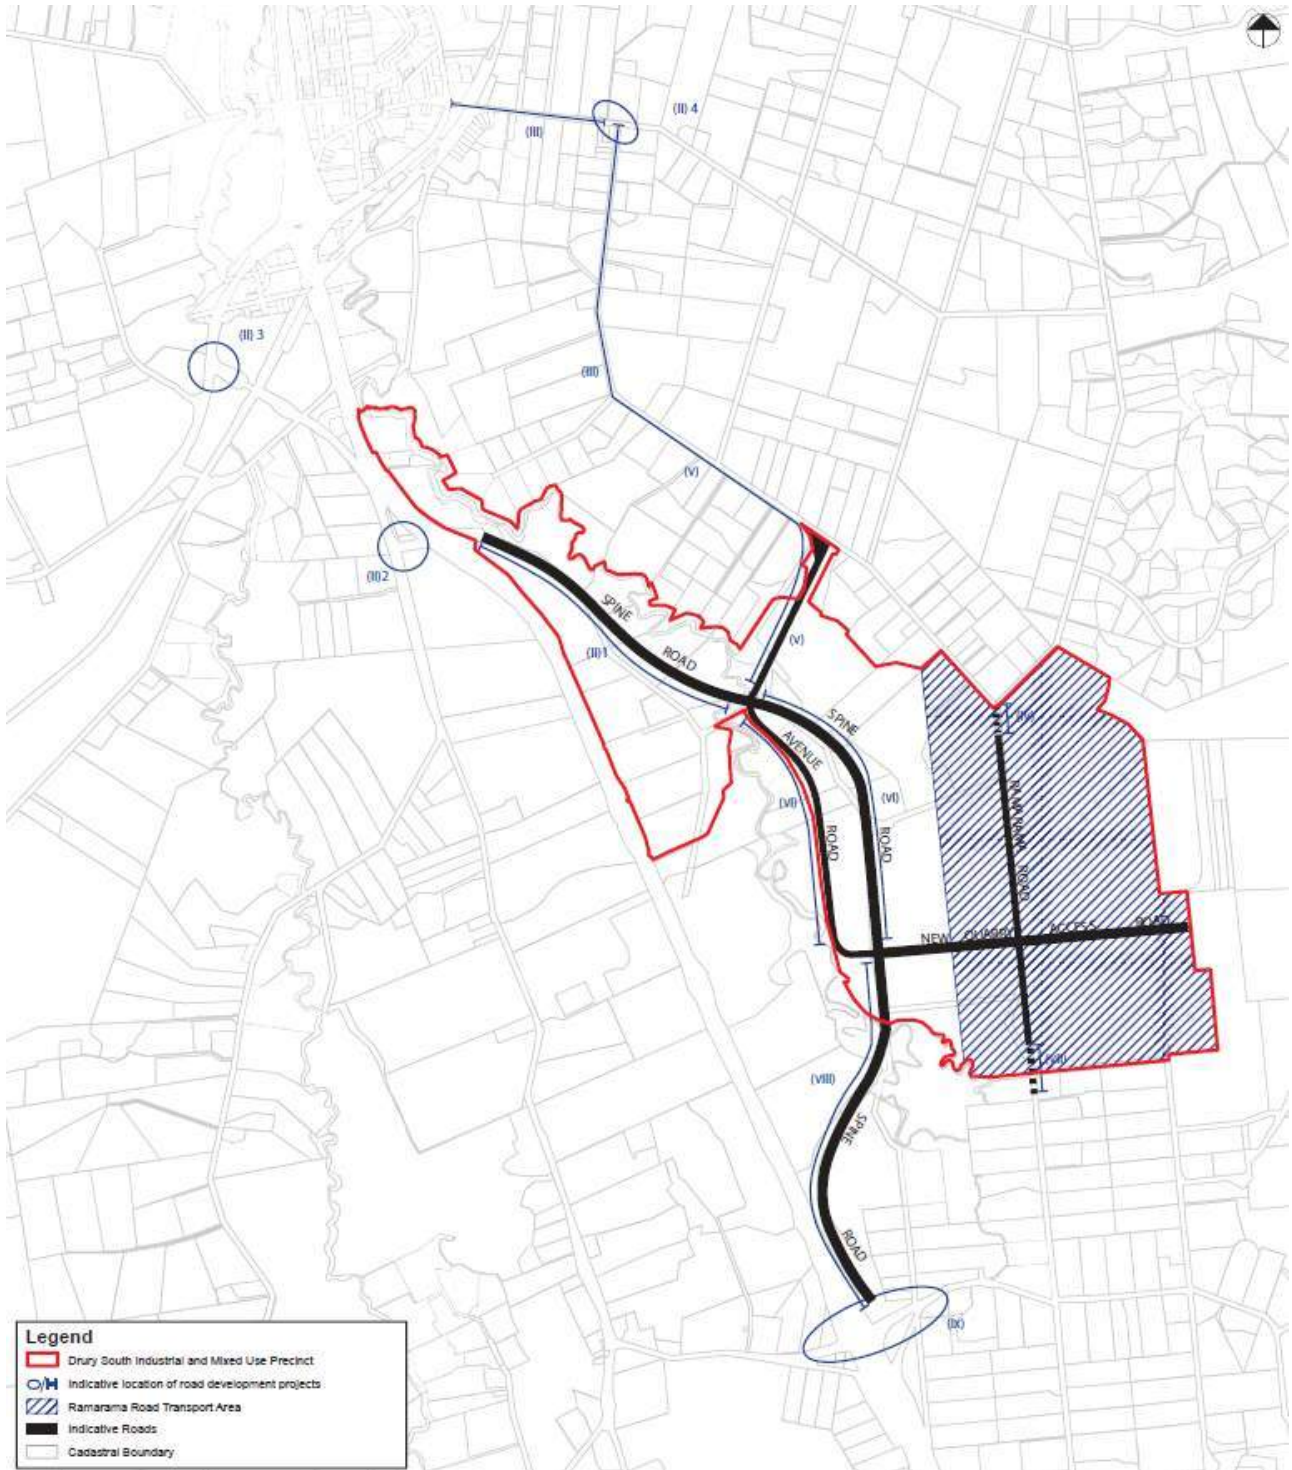 (II) 4
(III)
(II) 3
(III)
(V)
(II)2
SPINE
(II)1
ROAD
(V)
SPINE
AVENUE
(IV)
(VI)
(VI)
ROAD
ROAD
RAMARAMA ROAD
NEW QUARRY ACCESS ROAD
(VIII)
(VII)
SPINE
ROAD
(IX)
Legend
Drury South Industrial and Mixed Use Precinct
Indicative location of road development projects
Ramarama Road Transport Area
Indicative Roads
Cadastral Boundary